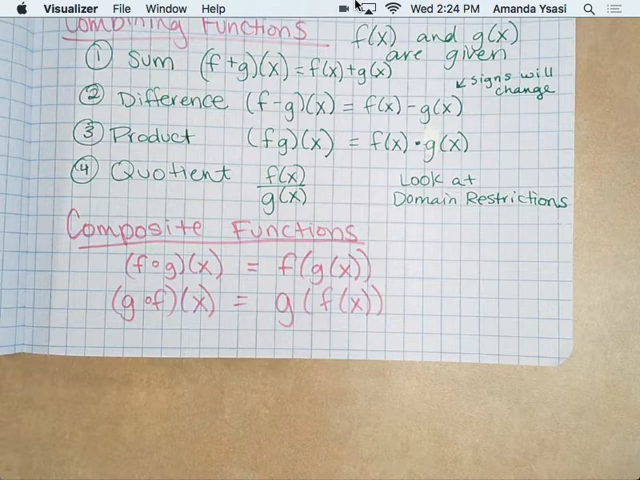 Visualizer File Window Help Wed 2:24 PM Amanda Ysasi
Combining Functions
f(x) and g(x)
are given
① Sum (f+g)(x)=f(x)+g(x)
signs will
change
② Difference (f-g)(x) = f(x) - g(x)
③ Product (fg)(x) = f(x) • g(x)
④ Quotient f(x)/g(x)
Look at
Domain Restrictions
Composite Functions
(f∘g)(x) = f(g(x))
(g∘f)(x) = g(f(x))